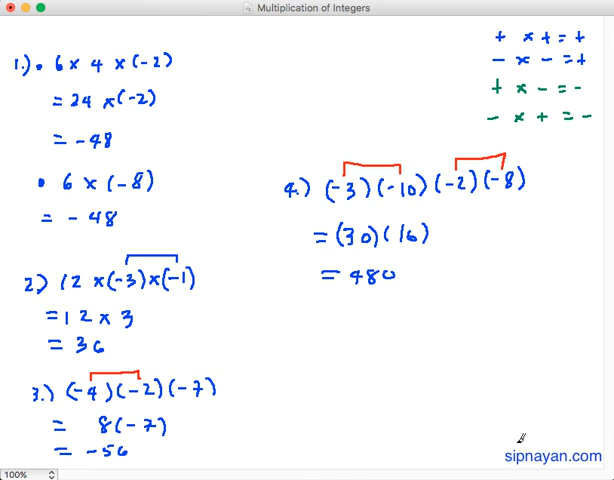 Multiplication of Integers
+ x + = +
- x - = +
+ x - = -
- x + = -
1.) • 6 x 4 x (-2)
= 24 x (-2)
= -48
• 6 x (-8)
= -48
2.) 12 x (-3) x (-1)
= 12 x 3
= 36
3.) (-4)(-2)(-7)
= 8(-7)
= -56
4.) (-3)(-10)(-2)(-8)
= (30)(16)
= 480
sipnayan.com
100%